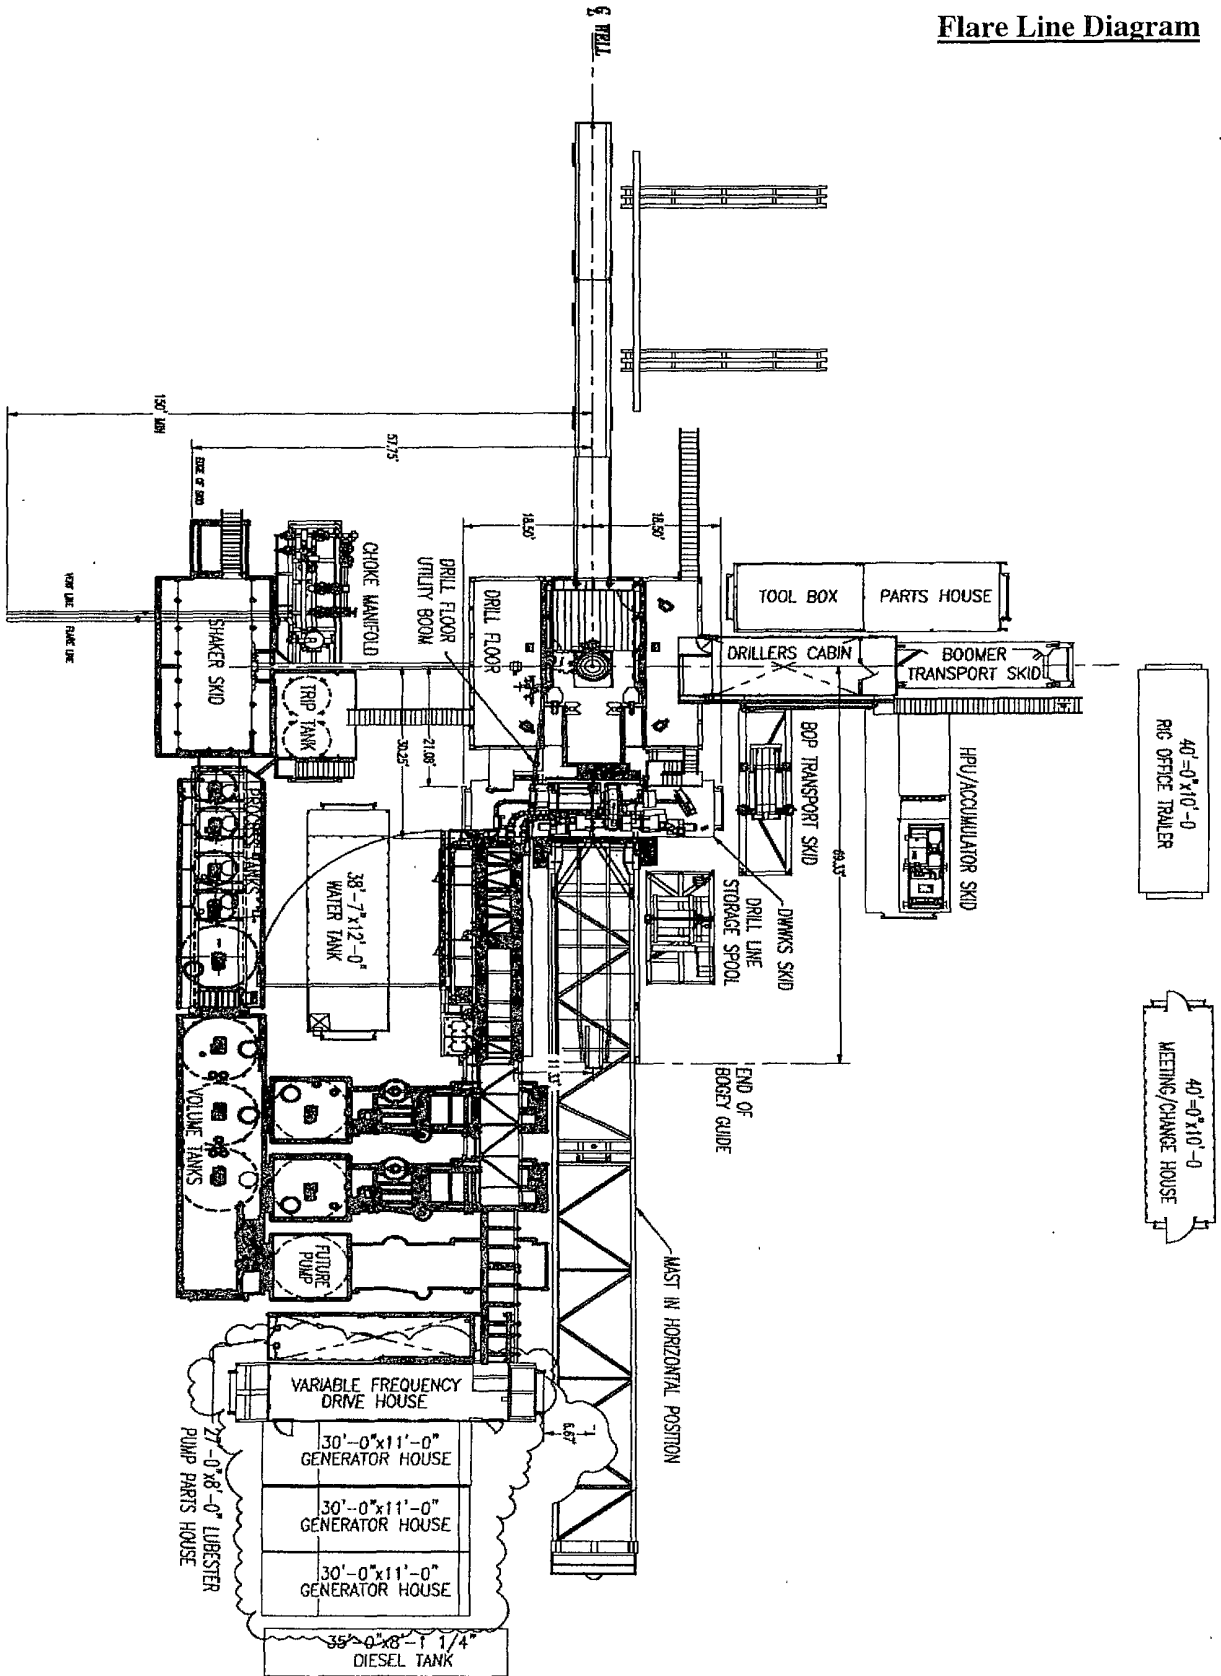 Flare Line Diagram
℄ WELL
150' MIN
57.75'
EDGE OF SKID
18.50'
18.50'
VENT LINE
FLARE LINE
CHOKE MANIFOLD
SHAKER SKID
TRIP TANK
DRILL FLOOR
UTILITY BOOM
DRILL FLOOR
TOOL BOX
PARTS HOUSE
DRILLERS CABIN
BOOMER
TRANSPORT SKID
21.08'
30.25'
BOP TRANSPORT SKID
HPU/ACCUMULATOR SKID
40'=0"x10'-0
RIG OFFICE TRAILER
PROCESS TANKS
38'-7"x12'-0"
WATER TANK
69.33'
DWWKS SKID
DRILL LINE
STORAGE SPOOL
11.33'
END OF
BOGEY GUIDE
40'=0"x10'-0
MEETING/CHANGE HOUSE
VOLUME TANKS
FUTURE
PUMP
MAST IN HORIZONTAL POSITION
VARIABLE FREQUENCY
DRIVE HOUSE
6.67'
27'-0"x8'-0" LUBESTER
PUMP PARTS HOUSE
30'-0"x11'-0"
GENERATOR HOUSE
30'-0"x11'-0"
GENERATOR HOUSE
30'-0"x11'-0"
GENERATOR HOUSE
35'-0"x8'-1 1/4"
DIESEL TANK